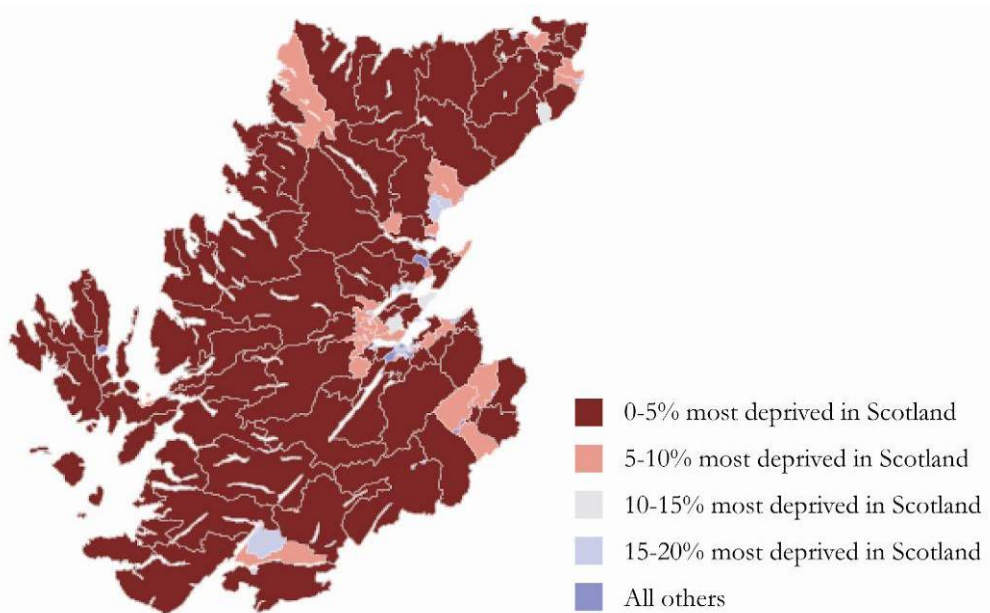 0-5% most deprived in Scotland
5-10% most deprived in Scotland
10-15% most deprived in Scotland
15-20% most deprived in Scotland
All others